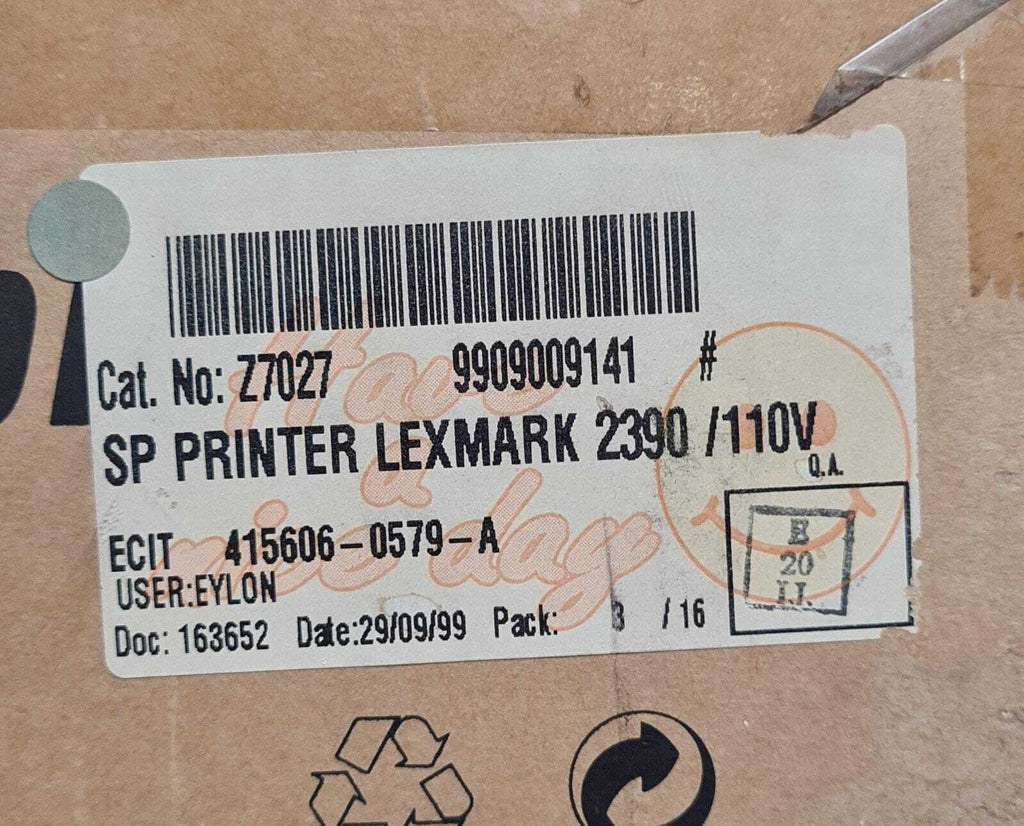 Cat. No: Z7027 9909009141 #
SP PRINTER LEXMARK 2390 /110V
Q.A.
ECIT 415606-0579-A
USER:EYLON
Doc: 163652 Date:29/09/99 Pack: 3 /16
20
I.J.
Have
a
nice day